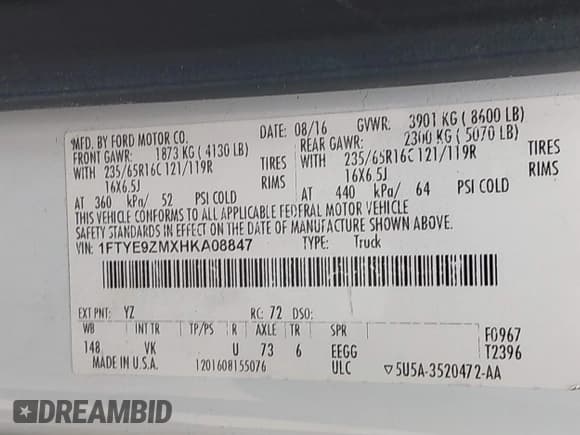 *MFD. BY FORD MOTOR CO. DATE: 08/16 GVWR: 3901 KG ( 8600 LB)
FRONT GAWR: 1873 KG ( 4130 LB) REAR GAWR: 2300 KG ( 5070 LB)
WITH 235/65R16C 121/119R TIRES WITH 235/65R16C 121/119R TIRES
16X6.5J RIMS 16X6.5J RIMS
AT 360 kPa/ 52 PSI COLD AT 440 kPa/ 64 PSI COLD
THIS VEHICLE CONFORMS TO ALL APPLICABLE FEDERAL MOTOR VEHICLE
SAFETY STANDARDS IN EFFECT ON THE DATE OF MANUFACTURE SHOWN ABOVE.
VIN: 1FTYE9ZMXHKA08847 TYPE: Truck
EXT PNT: YZ RC: 72 DSO:
WB INT TR TP/PS R AXLE TR SPR F0967
148 VK U 73 6 EEGG T2396
MADE IN U.S.A. 1201608155076 ULC ▽5U5A-3520472-AA
DREAMBID